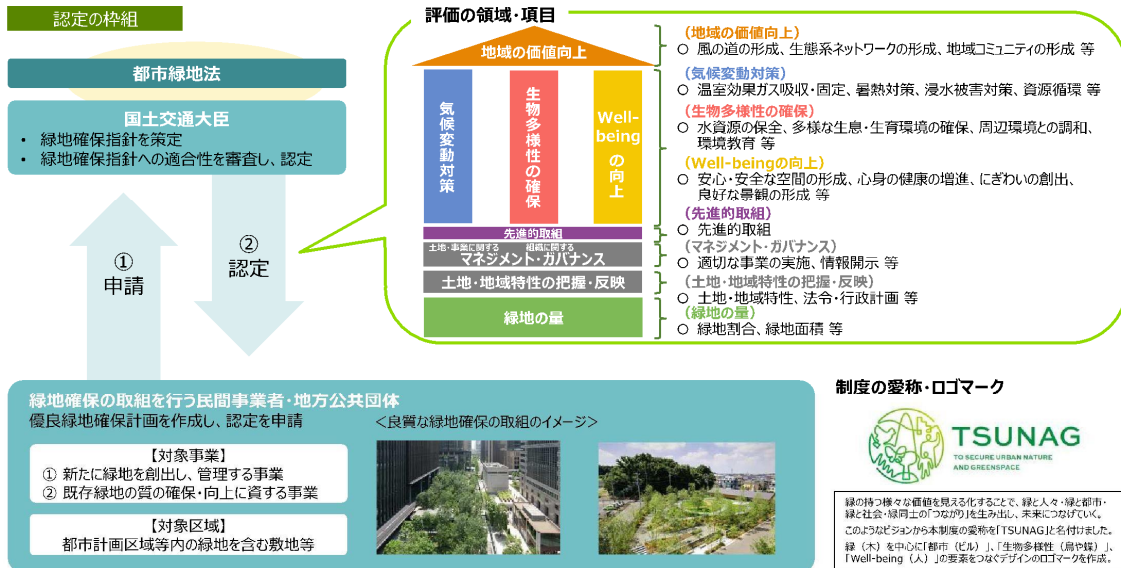 認定の枠組
都市緑地法
国土交通大臣
• 緑地確保指針を策定
• 緑地確保指針への適合性を審査し、認定
①
申請
②
認定
評価の領域・項目
地域の価値向上
気候変動対策
生物多様性の確保
Well-
being
の向上
先進的取組
土地・事業に関する 組織に関する
マネジメント・ガバナンス
土地・地域特性の把握・反映
緑地の量
(地域の価値向上)
○ 風の道の形成、生態系ネットワークの形成、地域コミュニティの形成 等
(気候変動対策)
○ 温室効果ガス吸収・固定、暑熱対策、浸水被害対策、資源循環 等
(生物多様性の確保)
○ 水資源の保全、多様な生息・生育環境の確保、周辺環境との調和、
環境教育 等
(Well-beingの向上)
○ 安心・安全な空間の形成、心身の健康の増進、にぎわいの創出、
良好な景観の形成 等
(先進的取組)
○ 先進的取組
(マネジメント・ガバナンス)
○ 適切な事業の実施、情報開示 等
(土地・地域特性の把握・反映)
○ 土地・地域特性、法令・行政計画 等
(緑地の量)
○ 緑地割合、緑地面積 等
緑地確保の取組を行う民間事業者・地方公共団体
優良緑地確保計画を作成し、認定を申請
<良質な緑地確保の取組のイメージ>
【対象事業】
① 新たに緑地を創出し、管理する事業
② 既存緑地の質の確保・向上に資する事業
【対象区域】
都市計画区域等内の緑地を含む敷地等
制度の愛称・ロゴマーク
TSUNAG
TO SECURE URBAN NATURE
AND GREENSPACE
緑の持つ様々な価値を見える化することで、緑と人々・緑と都市・
緑と社会・緑同士の「つながり」を生み出し、未来につなげていく。
このようなビジョンから本制度の愛称を「TSUNAG」と名付けました。
緑(木)を中心に「都市(ビル)」、「生物多様性(鳥や蝶)」、
「Well-being(人)」の要素をつなぐデザインのロゴマークを作成。